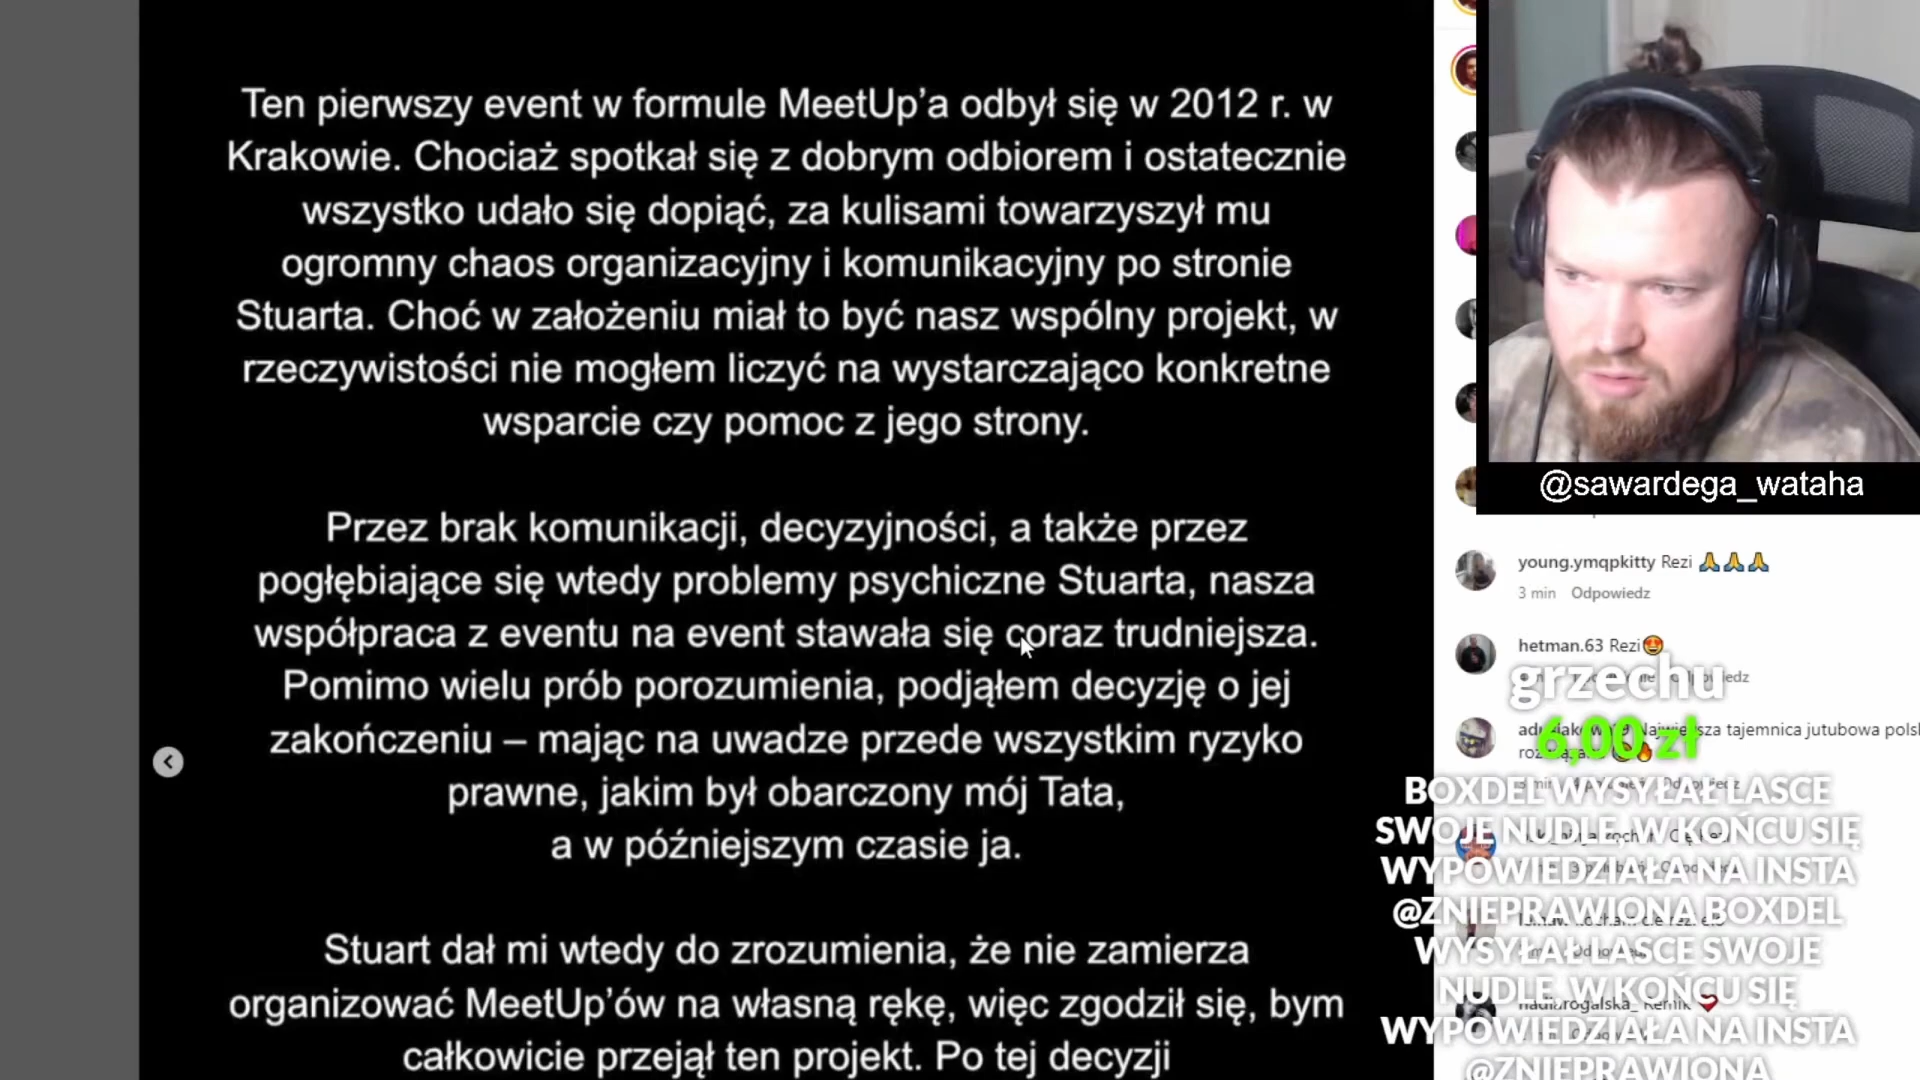 Ten pierwszy event w formule MeetUp’a odbył się w 2012 r. w
Krakowie. Chociaż spotkał się z dobrym odbiorem i ostatecznie
wszystko udało się dopiąć, za kulisami towarzyszył mu
ogromny chaos organizacyjny i komunikacyjny po stronie
Stuarta. Choć w założeniu miał to być nasz wspólny projekt, w
rzeczywistości nie mogłem liczyć na wystarczająco konkretne
wsparcie czy pomoc z jego strony.
Przez brak komunikacji, decyzyjności, a także przez
pogłębiające się wtedy problemy psychiczne Stuarta, nasza
współpraca z eventu na event stawała się coraz trudniejsza.
Pomimo wielu prób porozumienia, podjąłem decyzję o jej
zakończeniu – mając na uwadze przede wszystkim ryzyko
prawne, jakim był obarczony mój Tata,
a w późniejszym czasie ja.
Stuart dał mi wtedy do zrozumienia, że nie zamierza
organizować MeetUp’ów na własną rękę, więc zgodził się, bym
całkowicie przejął ten projekt. Po tej decyzji
@sawardega_wataha
young.ymqpkitty Rezi 🙏🙏🙏
3 min Odpowiedz
hetman.63 Rezi😍
grzechu
6,00 zł
tajemnica jutubowa
BOXDEL WYSYŁAŁ LASCE
SWOJE NUDLE, W KOŃCU SIĘ
WYPOWIEDZIAŁA NA INSTA
@ZNIEPRAWIONA BOXDEL
WYSYŁAŁ LASCE SWOJE
NUDLE, W KOŃCU SIĘ
nadiarogalska_ Remik ❤️
WYPOWIEDZIAŁA NA INSTA
@ZNIEPRAWIONA